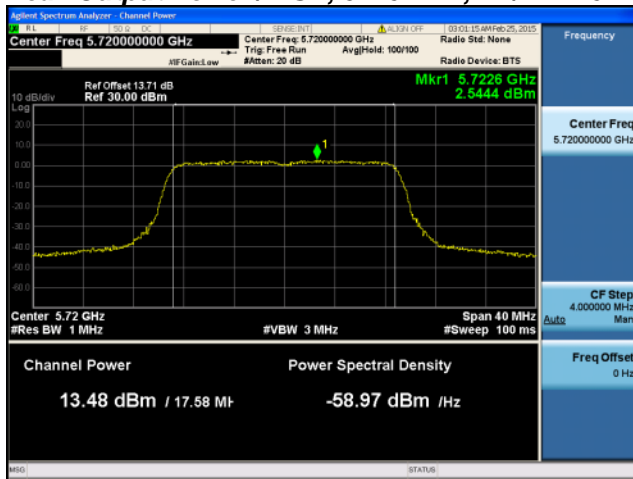 Agilent Spectrum Analyzer - Channel Power
RL RF 50 Ω DC SENSE:INT ALIGN OFF 03:01:15 AM Feb 25, 2015
Center Freq 5.720000000 GHz
Center Freq: 5.720000000 GHz
Radio Std: None
Trig: Free Run Avg|Hold: 100/100
#IFGain:Low #Atten: 20 dB Radio Device: BTS
Frequency
Ref Offset 13.71 dB
Mkr1 5.7226 GHz
10 dB/div Ref 30.00 dBm
2.5444 dBm
Log
20.0
10.0
0.00
-10.0
-20.0
-30.0
-40.0
-50.0
-60.0
1
Center Freq
5.720000000 GHz
Center 5.72 GHz Span 40 MHz
#Res BW 1 MHz #VBW 3 MHz #Sweep 100 ms
CF Step
4.000000 MHz
Auto Man
Channel Power Power Spectral Density
13.48 dBm / 17.58 MH -58.97 dBm /Hz
Freq Offset
0 Hz
MSG STATUS